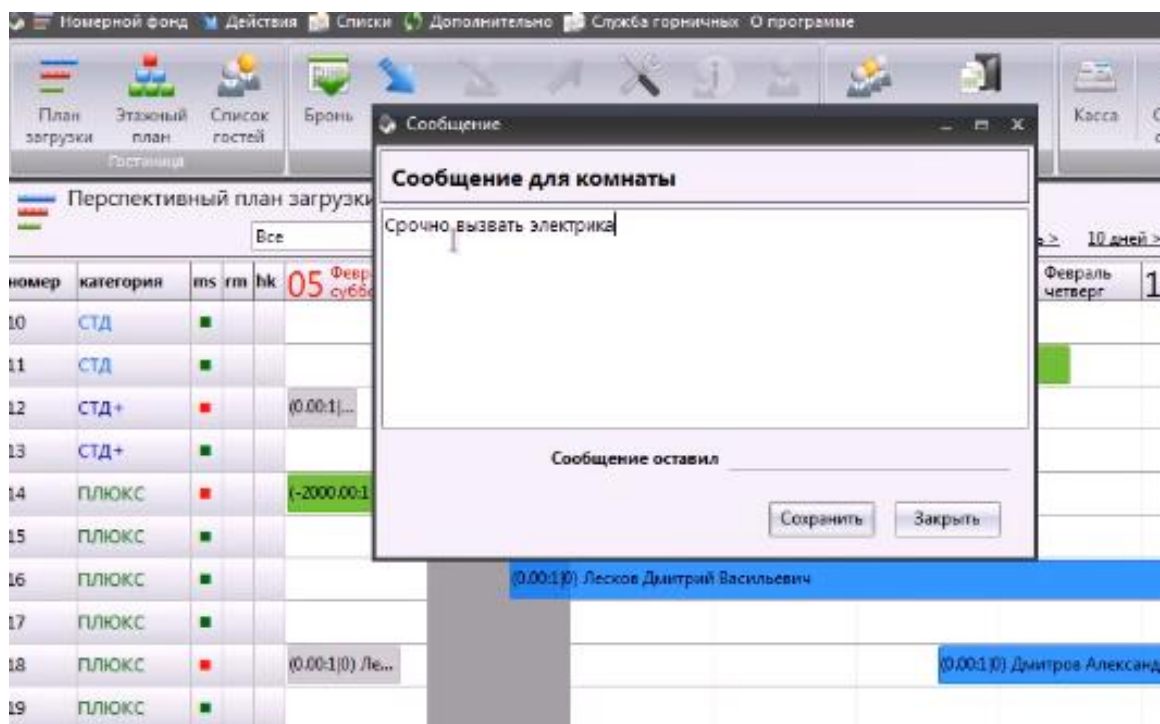 Номерной фонд Действия Списки Дополнительно Служба горничных О программе
План загрузки Этажный план Список гостей Бронь Касса
Гостиница
Сообщение
Сообщение для комнаты
Срочно вызвать электрика
Сообщение оставил
Сохранить Закрыть
Перспективный план загрузки
Все 10 дней >
номер категория ms rm hk 05 Февраль четверг
10 СТД
11 СТД
12 СТД+ (0.00:1|...
13 СТД+
14 ПЛЮКС (-2000.00:1
15 ПЛЮКС
16 ПЛЮКС (0.00:1|0) Лесков Дмитрий Васильевич
17 ПЛЮКС
18 ПЛЮКС (0.00:1|0) Ле... (0.00:1|0) Дмитров Александ
19 ПЛЮКС